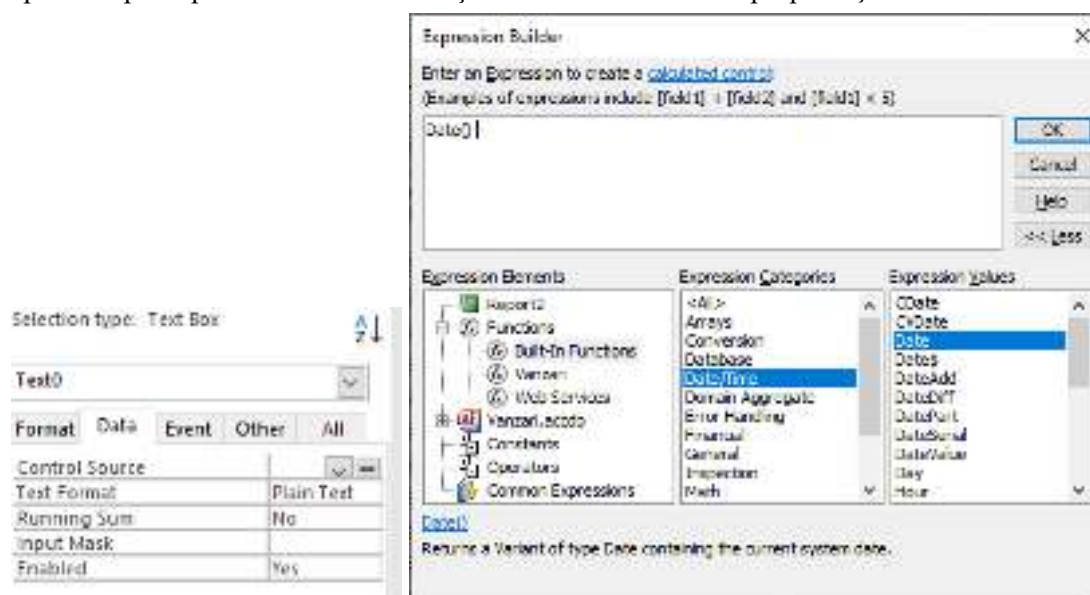 Expression Builder
Enter an Expression to create a calculated control:
(Examples of expressions include [field1] + [field2] and [field1] < 5)
Date()
OK
Cancel
Help
<< Less
Expression Elements
Report2
Functions
Built-In Functions
Vanzari
Web Services
Vanzari.accdb
Constants
Operators
Common Expressions
Expression Categories
<All>
Arrays
Conversion
Database
Date/Time
Domain Aggregate
Error Handling
Financial
General
Inspection
Math
Expression Values
CDate
CVDate
Date
Date$
DateAdd
DateDiff
DatePart
DateSerial
DateValue
Day
Hour
Date()
Returns a Variant of type Date containing the current system date.
Selection type: Text Box
Text0
Format Data Event Other All
Control Source
Text Format Plain Text
Running Sum No
Input Mask
Enabled Yes